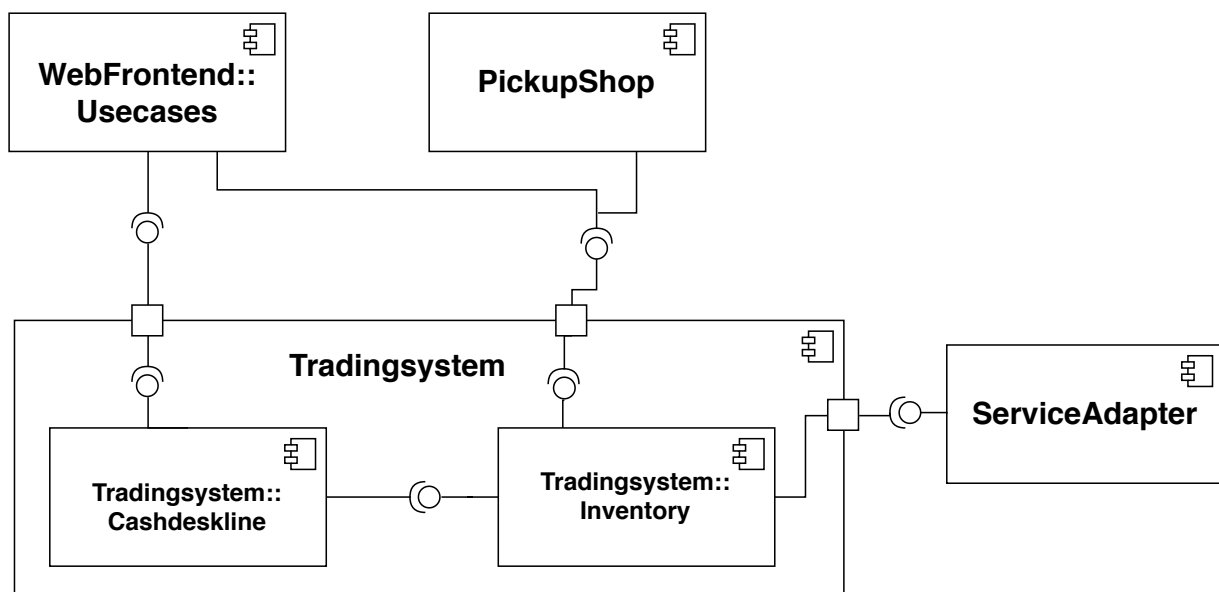 WebFrontend::
Usecases
PickupShop
Tradingsystem
ServiceAdapter
Tradingsystem::
Cashdeskline
Tradingsystem::
Inventory